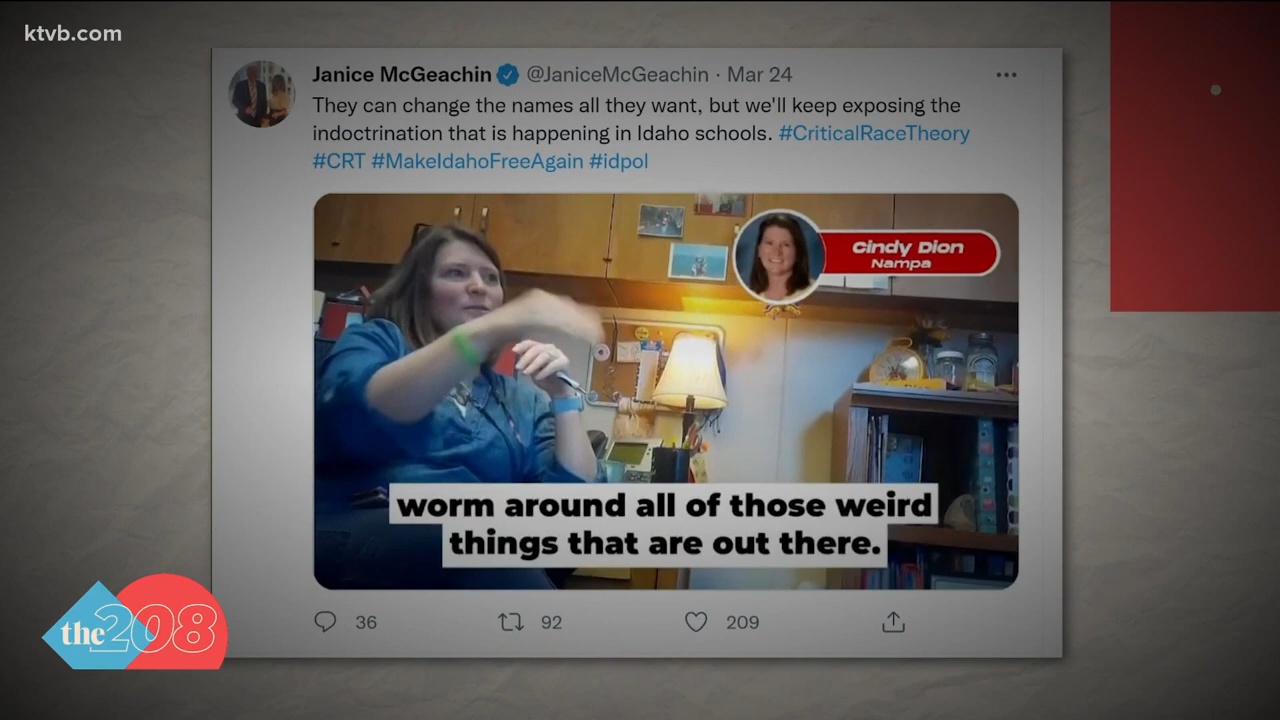 ktvb.com
Janice McGeachin @JaniceMcGeachin · Mar 24
They can change the names all they want, but we'll keep exposing the
indoctrination that is happening in Idaho schools. #CriticalRaceTheory
#CRT #MakeIdahoFreeAgain #idpol
Cindy Dion
Nampa
worm around all of those weird
things that are out there.
36 92 209
the 208